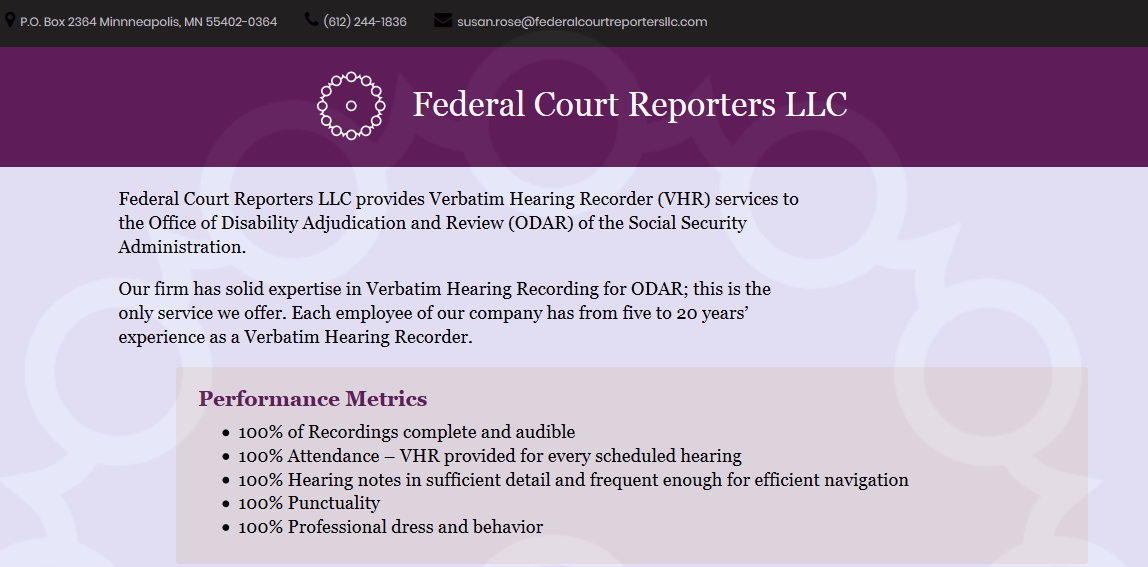 P.O. Box 2364 Minnneapolis, MN 55402-0364 (612) 244-1836 susan.rose@federalcourtreportersllc.com
Federal Court Reporters LLC
Federal Court Reporters LLC provides Verbatim Hearing Recorder (VHR) services to
the Office of Disability Adjudication and Review (ODAR) of the Social Security
Administration.
Our firm has solid expertise in Verbatim Hearing Recording for ODAR; this is the
only service we offer. Each employee of our company has from five to 20 years’
experience as a Verbatim Hearing Recorder.
Performance Metrics
• 100% of Recordings complete and audible
• 100% Attendance – VHR provided for every scheduled hearing
• 100% Hearing notes in sufficient detail and frequent enough for efficient navigation
• 100% Punctuality
• 100% Professional dress and behavior